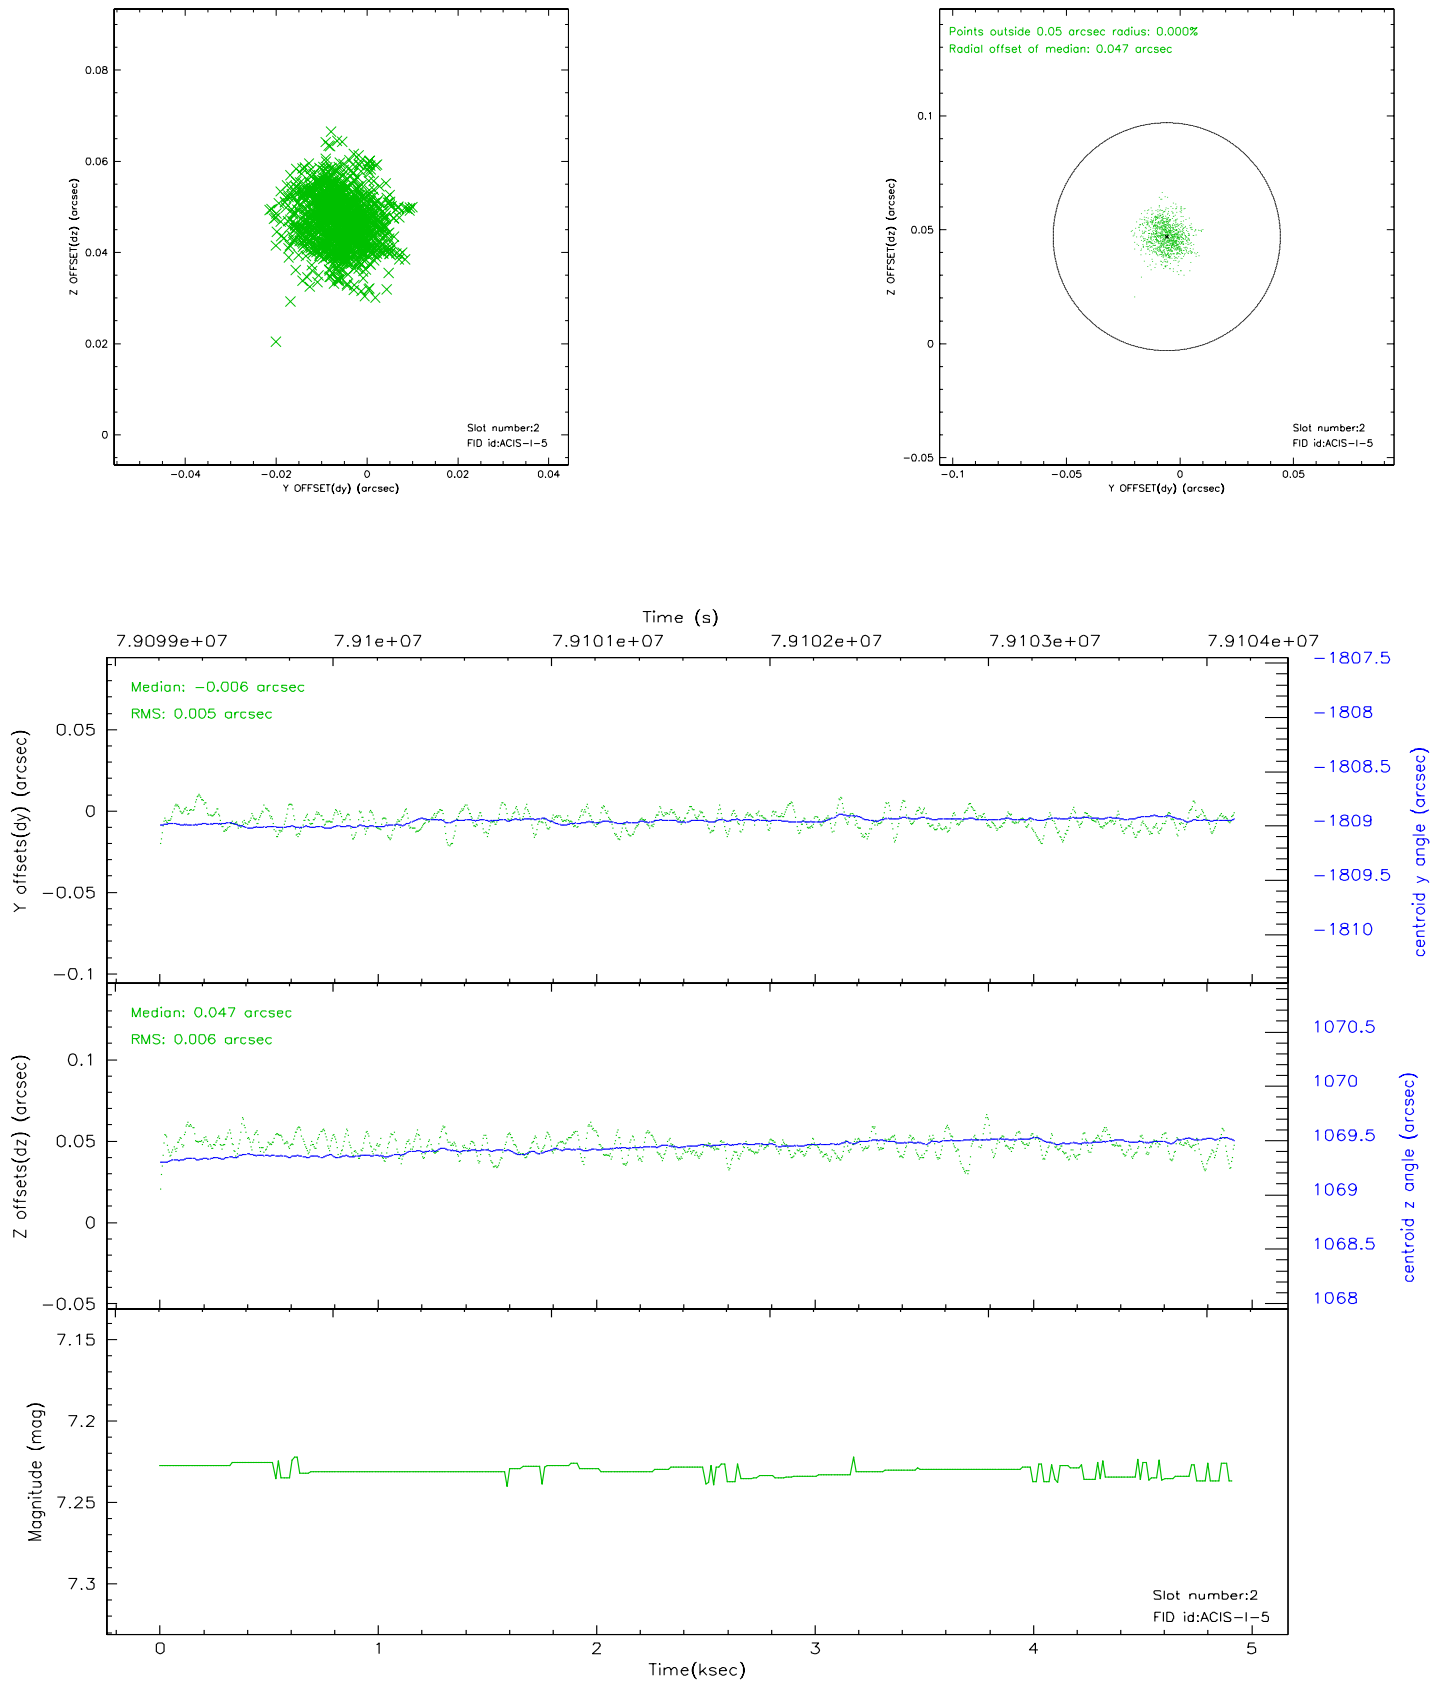 0.08
0.06
0.04
0.02
0
Z OFFSET(dz) (arcsec)
Slot number:2
FID id:ACIS-I-5
-0.04 -0.02 0 0.02 0.04
Y OFFSET(dy) (arcsec)
Points outside 0.05 arcsec radius: 0.000%
Radial offset of median: 0.047 arcsec
0.1
0.05
0
-0.05
Z OFFSET(dz) (arcsec)
Slot number:2
FID id:ACIS-I-5
-0.1 -0.05 0 0.05
Y OFFSET(dy) (arcsec)
Time (s)
7.9099e+07 7.91e+07 7.9101e+07 7.9102e+07 7.9103e+07 7.9104e+07
Median: -0.006 arcsec
RMS: 0.005 arcsec
0.05
0
-0.05
-0.1
Y offsets(dy) (arcsec)
-1807.5
-1808
-1808.5
-1809
-1809.5
-1810
centroid y angle (arcsec)
Median: 0.047 arcsec
RMS: 0.006 arcsec
0.1
0.05
0
-0.05
Z offsets(dz) (arcsec)
1070.5
1070
1069.5
1069
1068.5
1068
centroid z angle (arcsec)
7.15
7.2
7.25
7.3
Magnitude (mag)
Slot number:2
FID id:ACIS-I-5
0 1 2 3 4 5
Time(ksec)